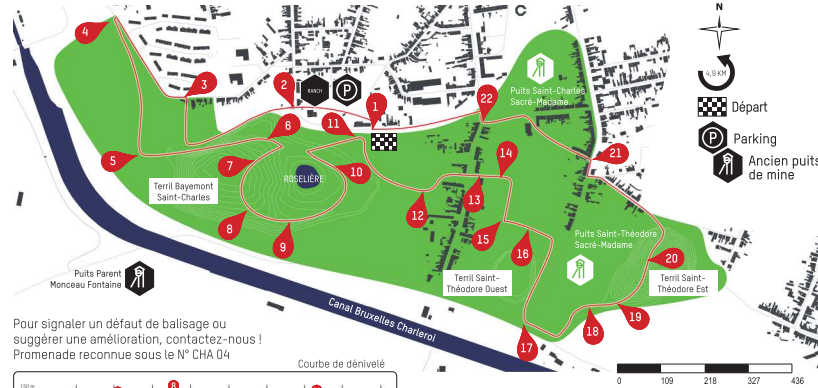 N
C
4,9 KM
Départ
Parking
Ancien puits
de mine
4
3
2
RANCH
P
1
22
Puits Saint-Charles
Sacré-Madame
P
5
6
11
7
10
ROSELIÈRE
14
21
Terril Bayemont
Saint-Charles
12
13
8
9
15
16
Puits Saint-Théodore
Sacré-Madame
20
Terril Saint-
Théodore Ouest
Terril Saint-
Théodore Est
Puits Parent
Monceau Fontaine
Canal Bruxelles Charleroi
17
18
19
Pour signaler un défaut de balisage ou
suggérer une amélioration, contactez-nous !
Promenade reconnue sous le N° CHA 04
Courbe de dénivelé
0 109 218 327 436
150 m
8